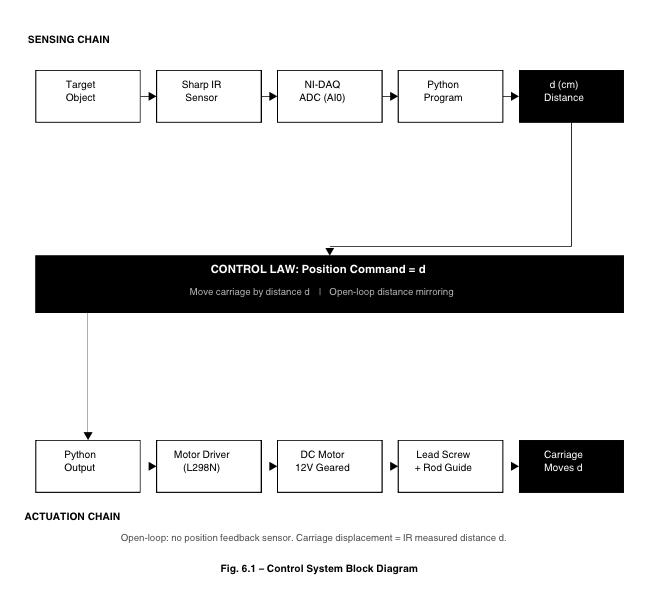 SENSING CHAIN
Target
Object
Sharp IR
Sensor
NI-DAQ
ADC (AI0)
Python
Program
d (cm)
Distance
CONTROL LAW: Position Command = d
Move carriage by distance d | Open-loop distance mirroring
Python
Output
Motor Driver
(L298N)
DC Motor
12V Geared
Lead Screw
+ Rod Guide
Carriage
Moves d
ACTUATION CHAIN
Open-loop: no position feedback sensor. Carriage displacement = IR measured distance d.
Fig. 6.1 – Control System Block Diagram